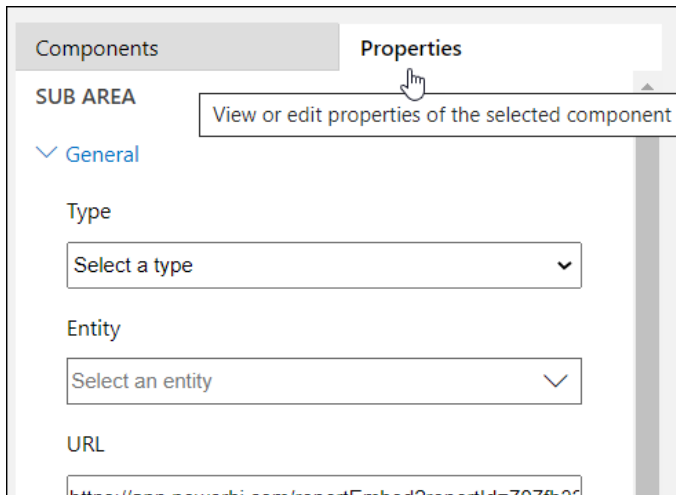 Components
Properties
SUB AREA
View or edit properties of the selected component
General
Type
Select a type
Entity
Select an entity
URL